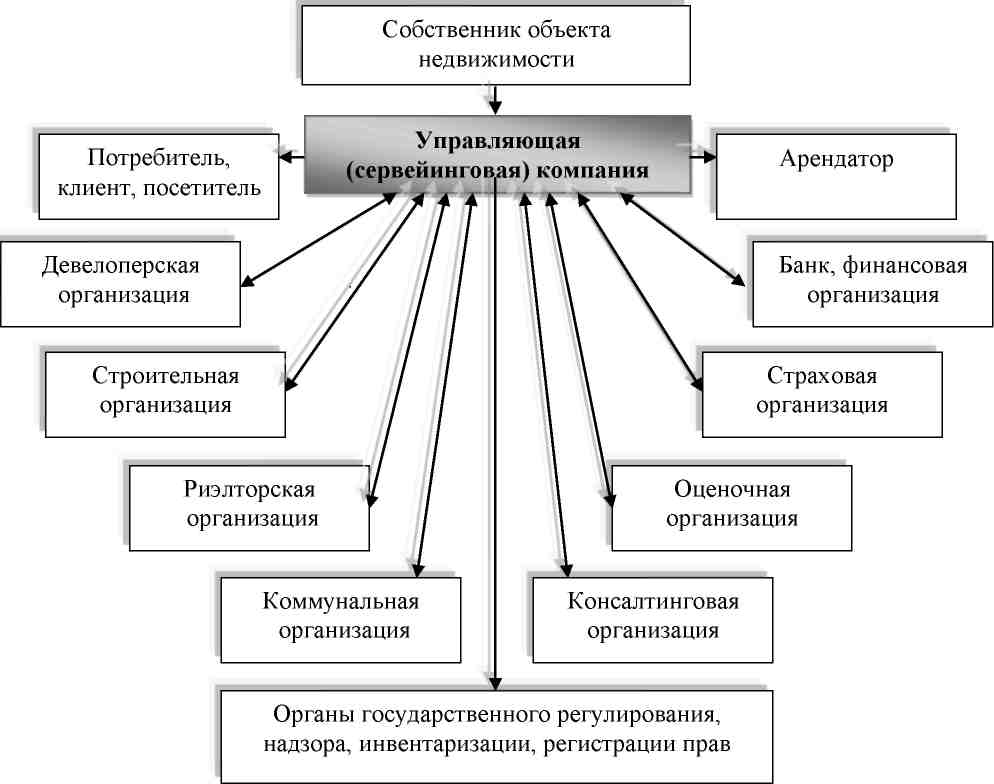 Собственник объекта
недвижимости
Управляющая
(сервейинговая) компания
Потребитель,
клиент, посетитель
Арендатор
Девелоперская
организация
Банк, финансовая
организация
Строительная
организация
Страховая
организация
Риэлторская
организация
Оценочная
организация
Коммунальная
организация
Консалтинговая
организация
Органы государственного регулирования,
надзора, инвентаризации, регистрации прав